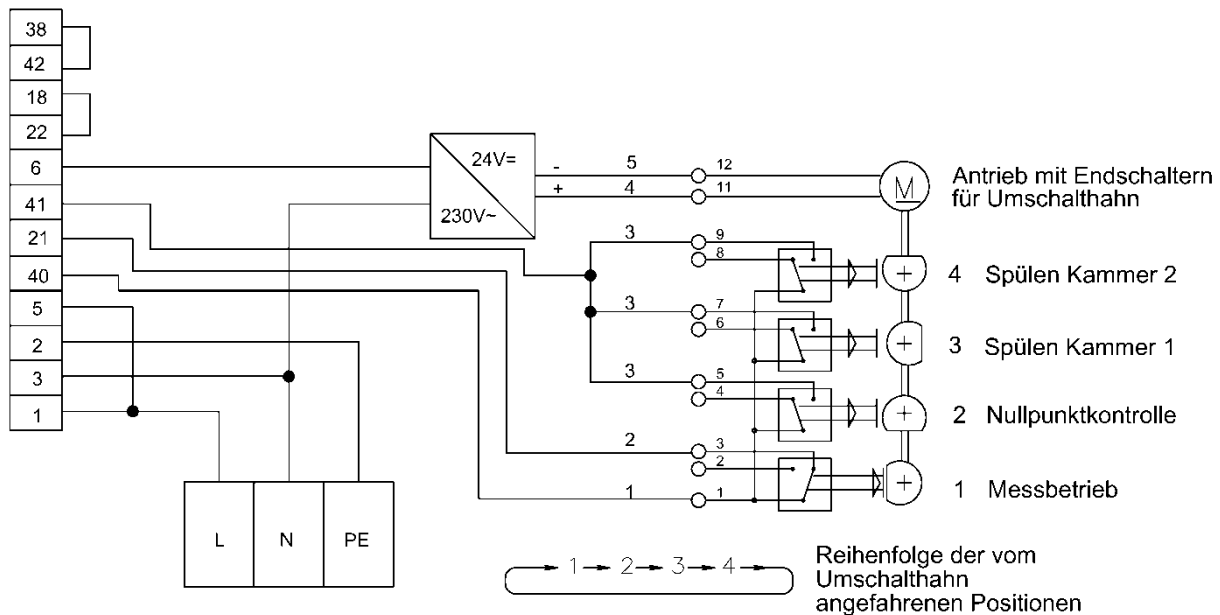 38
42
18
22
6
41
21
40
5
2
3
1
24V=
230V~
- 5 12
+ 4 11
M
Antrieb mit Endschaltern
für Umschalthahn
3 9
8
4 Spülen Kammer 2
3 7
6
3 Spülen Kammer 1
3 5
4
2 Nullpunktkontrolle
2 3
2
1 1
1 Messbetrieb
L N PE
1 2 3 4
Reihenfolge der vom
Umschalthahn
angefahrenen Positionen